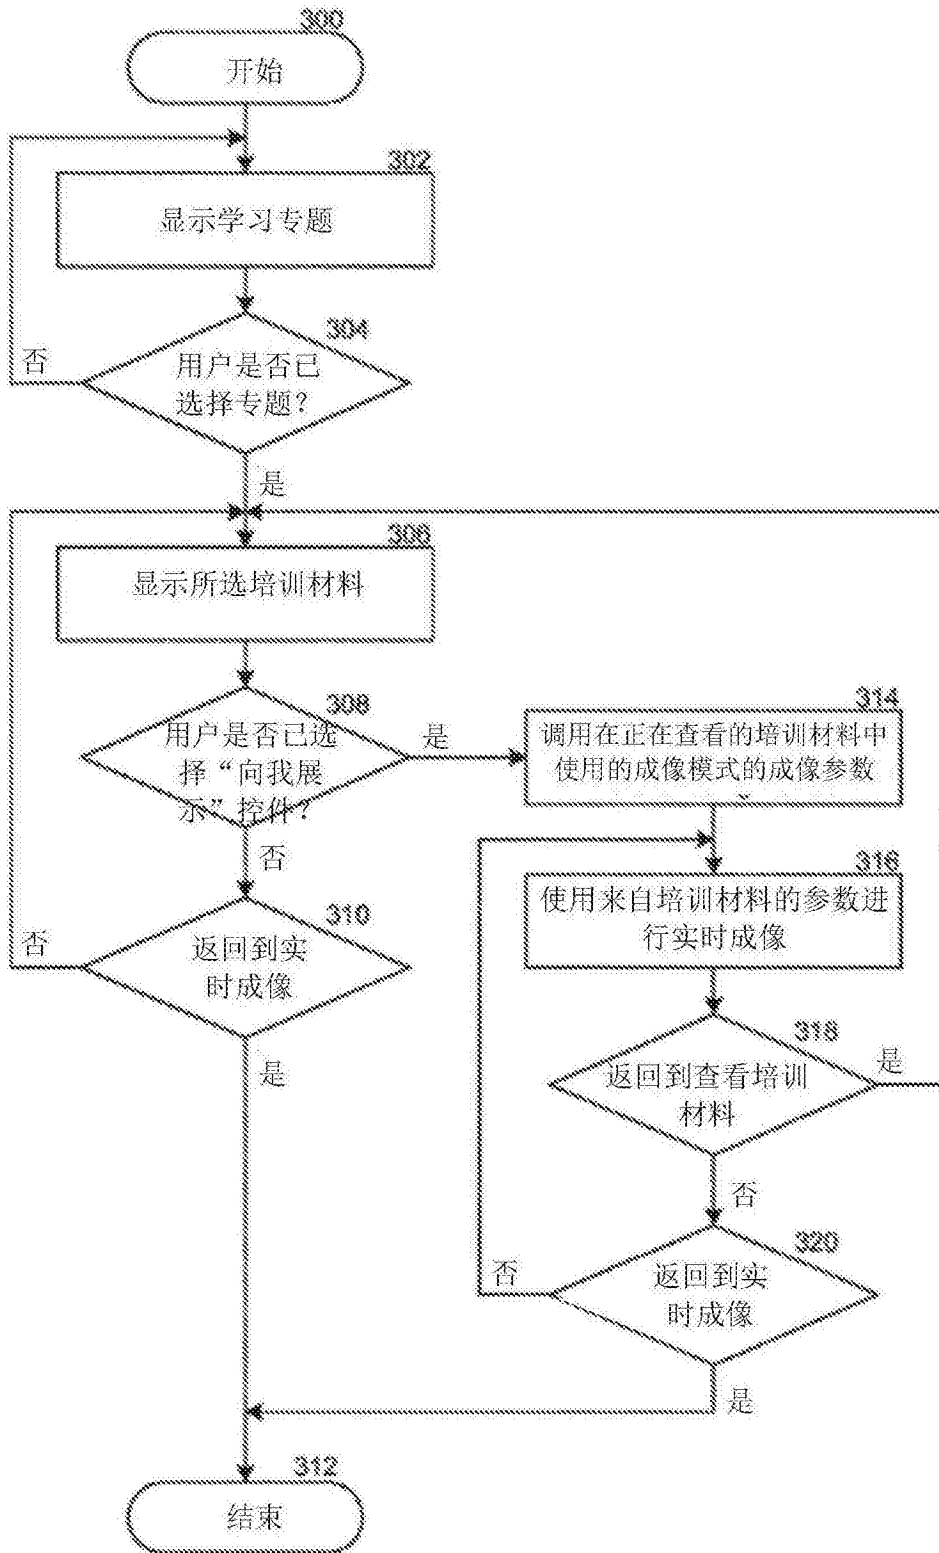 300
开始
302
显示学习专题
304
否
用户是否已
选择专题？
是
306
显示所选培训材料
308
用户是否已选
择“向我展
示”控件？
是
314
调用在正在查看的培训材料中
使用的成像模式的成像参数
否
316
使用来自培训材料的参数进
行实时成像
310
否
返回到实
时成像
318
返回到查看培训
材料
是
是
否
320
否
返回到实
时成像
是
312
结束